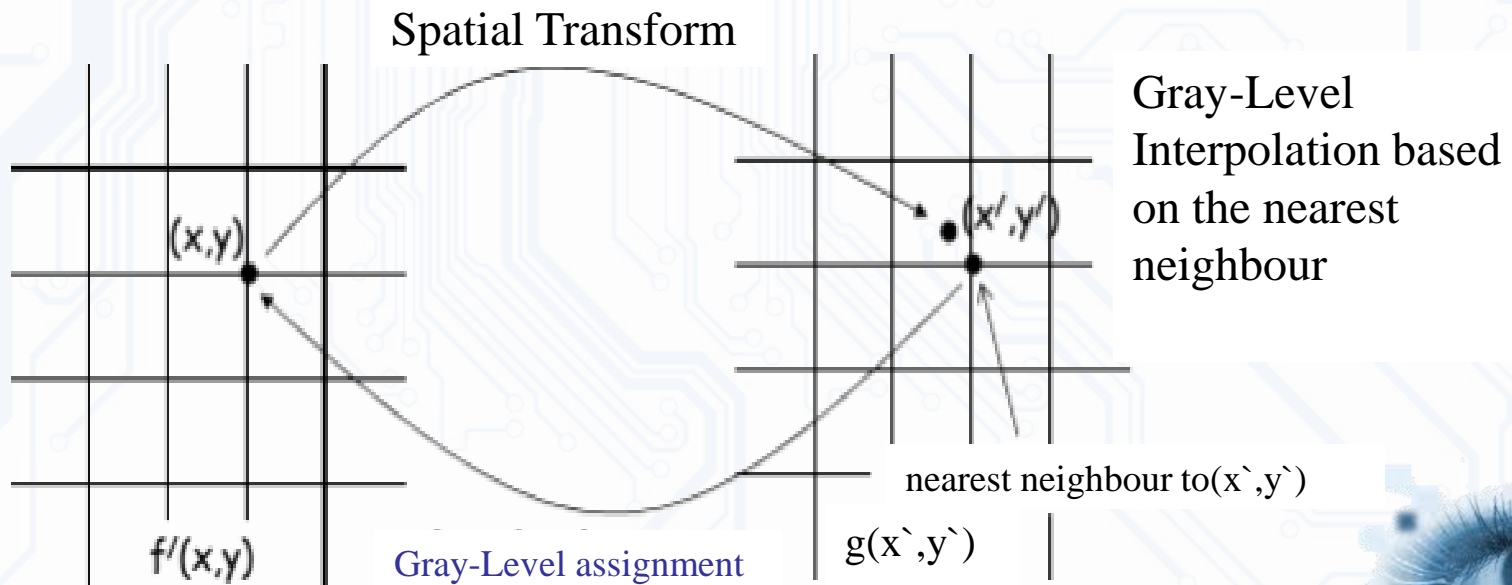 Spatial Transform
Gray-Level
Interpolation based
on the nearest
neighbour
(x,y)
(x′,y′)
nearest neighbour to(x`,y`)
f′(x,y)
Gray-Level assignment
g(x`,y`)